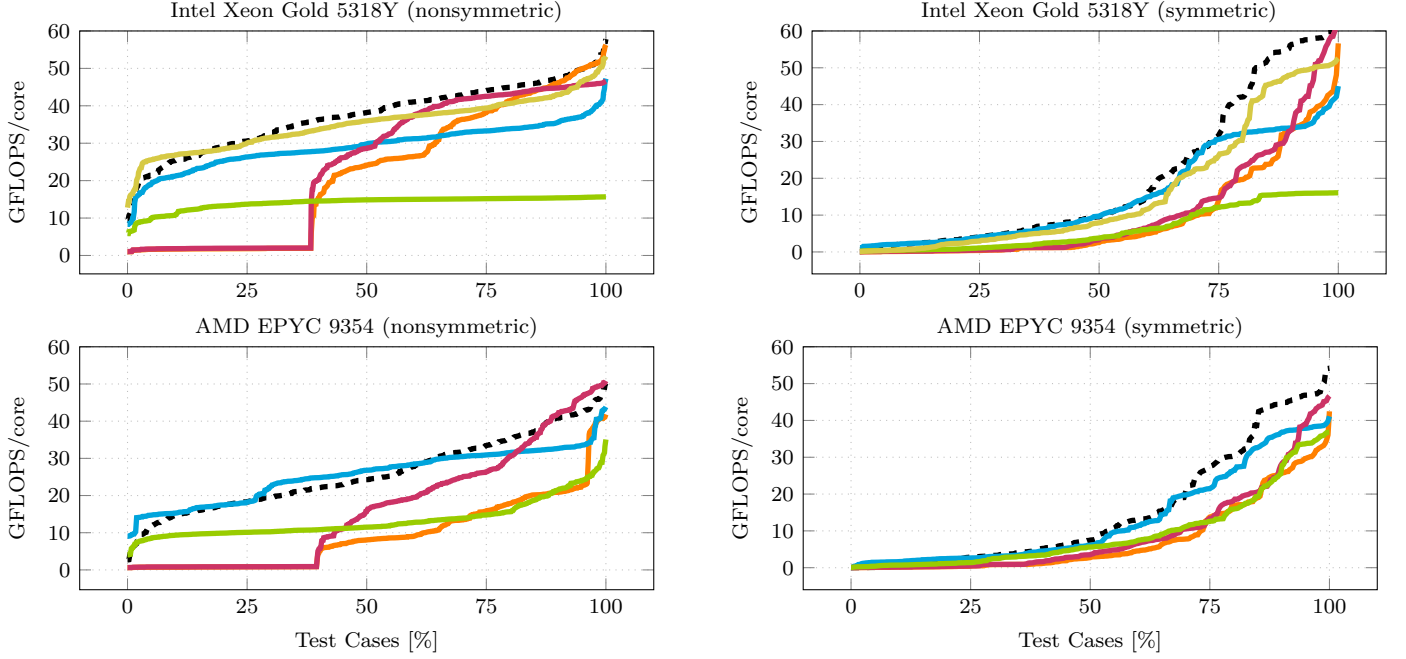 Intel Xeon Gold 5318Y (nonsymmetric)
60
50
40
30
20
10
0
GFLOPS/core
0 25 50 75 100
Intel Xeon Gold 5318Y (symmetric)
60
50
40
30
20
10
0
GFLOPS/core
0 25 50 75 100
AMD EPYC 9354 (nonsymmetric)
60
50
40
30
20
10
0
GFLOPS/core
0 25 50 75 100
Test Cases [%]
AMD EPYC 9354 (symmetric)
60
50
40
30
20
10
0
GFLOPS/core
0 25 50 75 100
Test Cases [%]